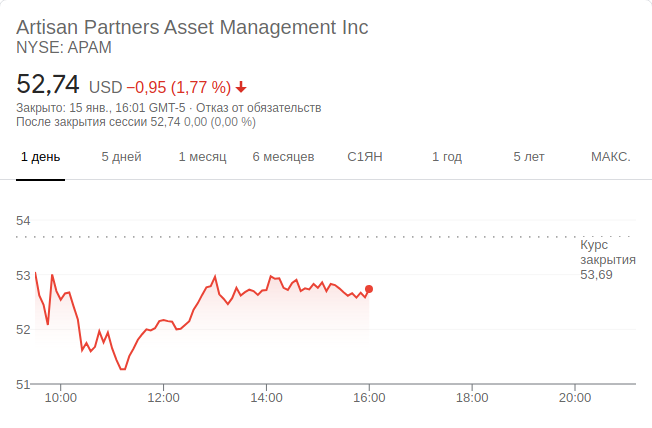 Artisan Partners Asset Management Inc
NYSE: APAM
52,74 USD −0,95 (1,77 %)
Закрыто: 15 янв., 16:01 GMT-5 · Отказ от обязательств
После закрытия сессии 52,74 0,00 (0,00 %)
1 день 5 дней 1 месяц 6 месяцев С1ЯН 1 год 5 лет МАКС.
54
Курс
закрытия
53,69
53
52
51
10:00 12:00 14:00 16:00 18:00 20:00